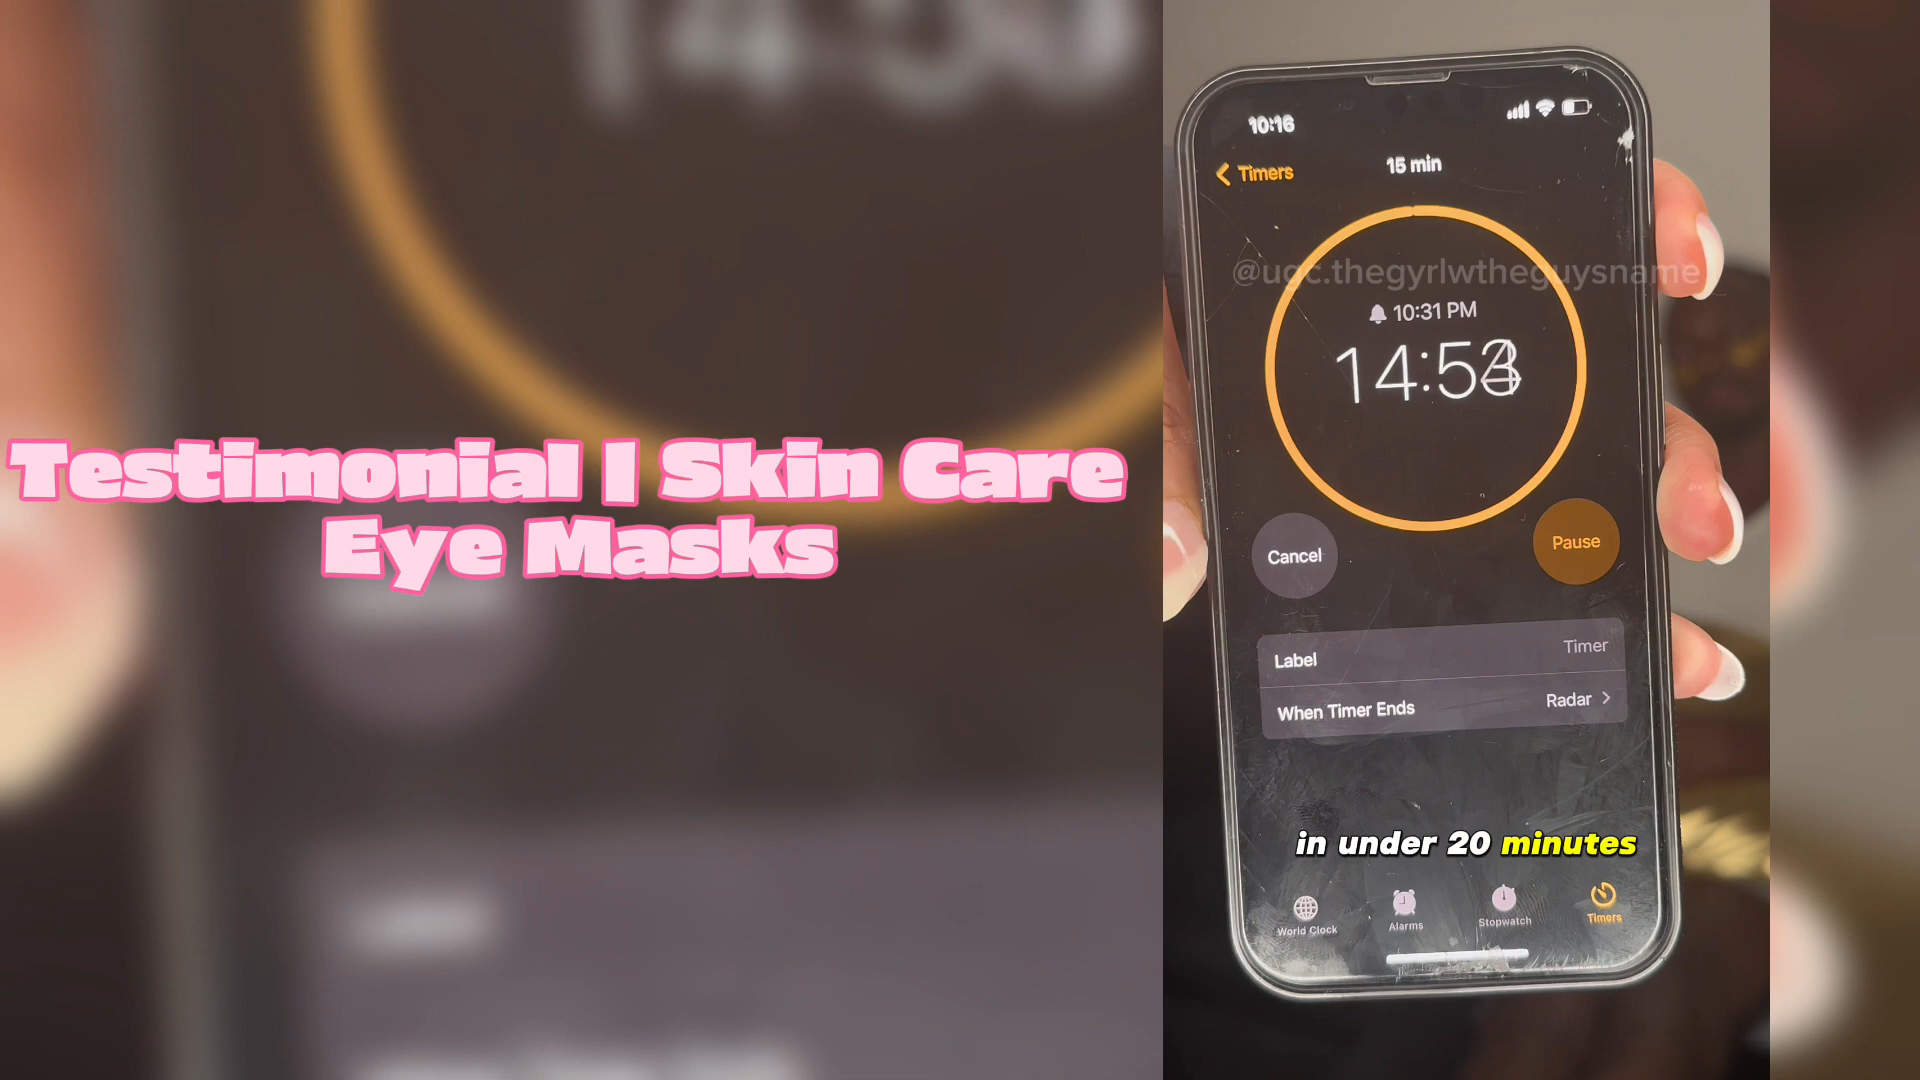 Testimonial | Skin Care
Eye Masks
10:16
Timers
15 min
@ugc.thegyrlwtheguysname
10:31 PM
Cancel
Pause
Label
Timer
When Timer Ends
Radar
in under 20 minutes
World Clock
Alarms
Stopwatch
Timers